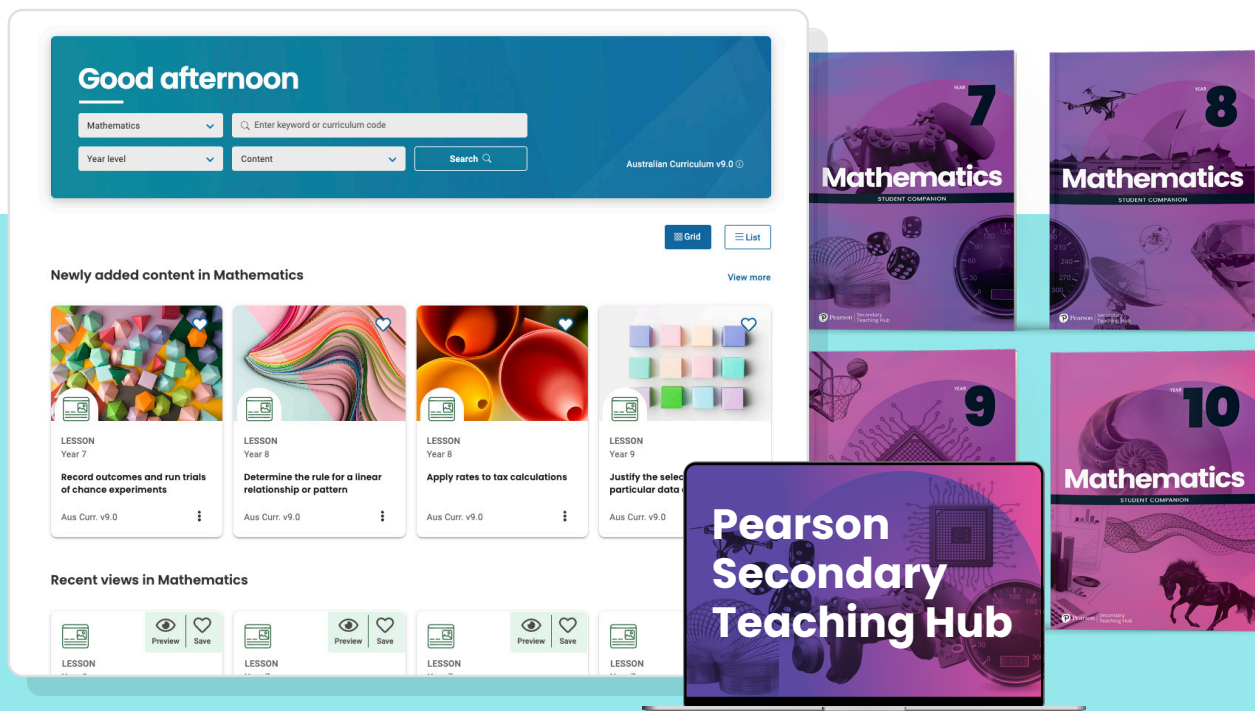 Good afternoon
Mathematics
Enter keyword or curriculum code
Year level
Content
Search
Australian Curriculum v9.0
Grid
List
Newly added content in Mathematics
View more
LESSON
Year 7
Record outcomes and run trials
of chance experiments
Aus Curr. v9.0
LESSON
Year 8
Determine the rule for a linear
relationship or pattern
Aus Curr. v9.0
LESSON
Year 8
Apply rates to tax calculations
Aus Curr. v9.0
LESSON
Year 9
Justify the selec
particular data
Aus Curr. v9.0
Recent views in Mathematics
Preview
Save
LESSON
Preview
Save
LESSON
Preview
Save
LESSON
LESSON
YEAR
7
Mathematics
STUDENT COMPANION
Pearson
Secondary
Teaching Hub
YEAR
8
Mathematics
STUDENT COMPANION
Pearson
Secondary
Teaching Hub
YEAR
9
YEAR
10
Mathematics
STUDENT COMPANION
Pearson
Secondary
Teaching Hub
Pearson
Secondary
Teaching Hub